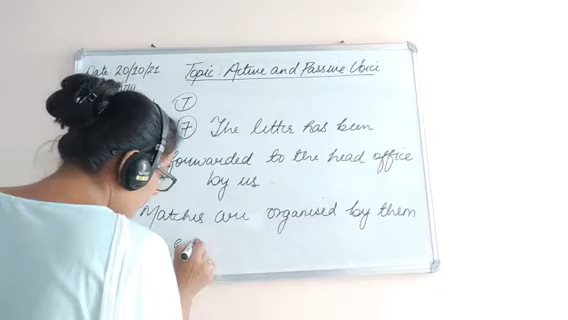 Date 20/10/21
Topic : Active and Passive Voice
I
7 The letter has been
forwarded to the head office
by us.
Matches are organised by them